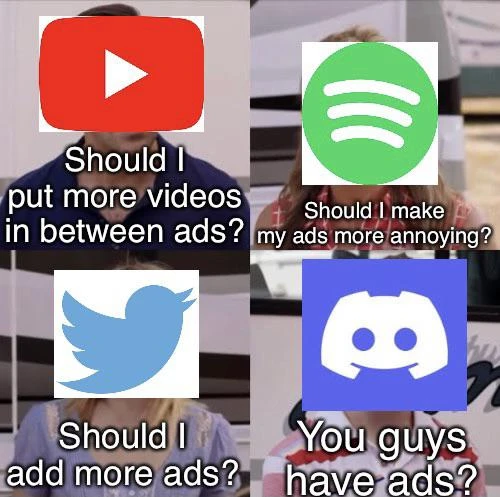 Should I
put more videos
in between ads?
Should I make
my ads more annoying?
Should I
add more ads?
You guys
have ads?